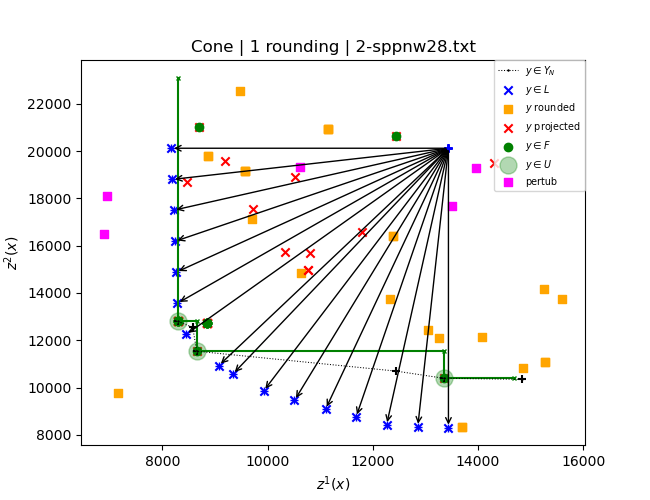 Cone | 1 rounding | 2-sppnw28.txt
y ∈ Y_N
y ∈ L
y rounded
y projected
y ∈ F
y ∈ U
pertub
22000
20000
18000
16000
14000
12000
10000
8000
z²(x)
8000 10000 12000 14000 16000
z¹(x)